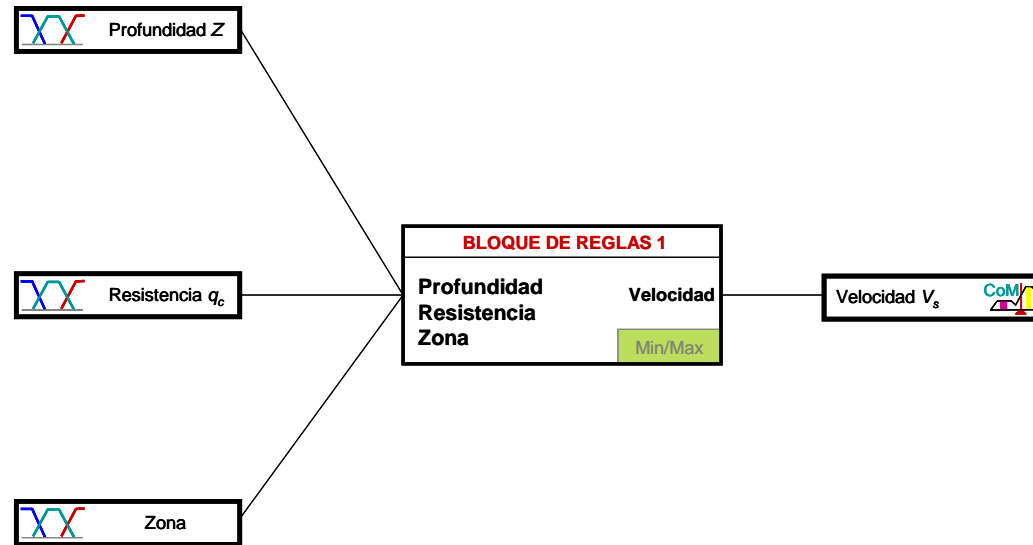 Profundidad Z
BLOQUE DE REGLAS 1
Profundidad
Resistencia
Zona
Velocidad
Min/Max
Resistencia qc
Velocidad Vs
CoM
Zona